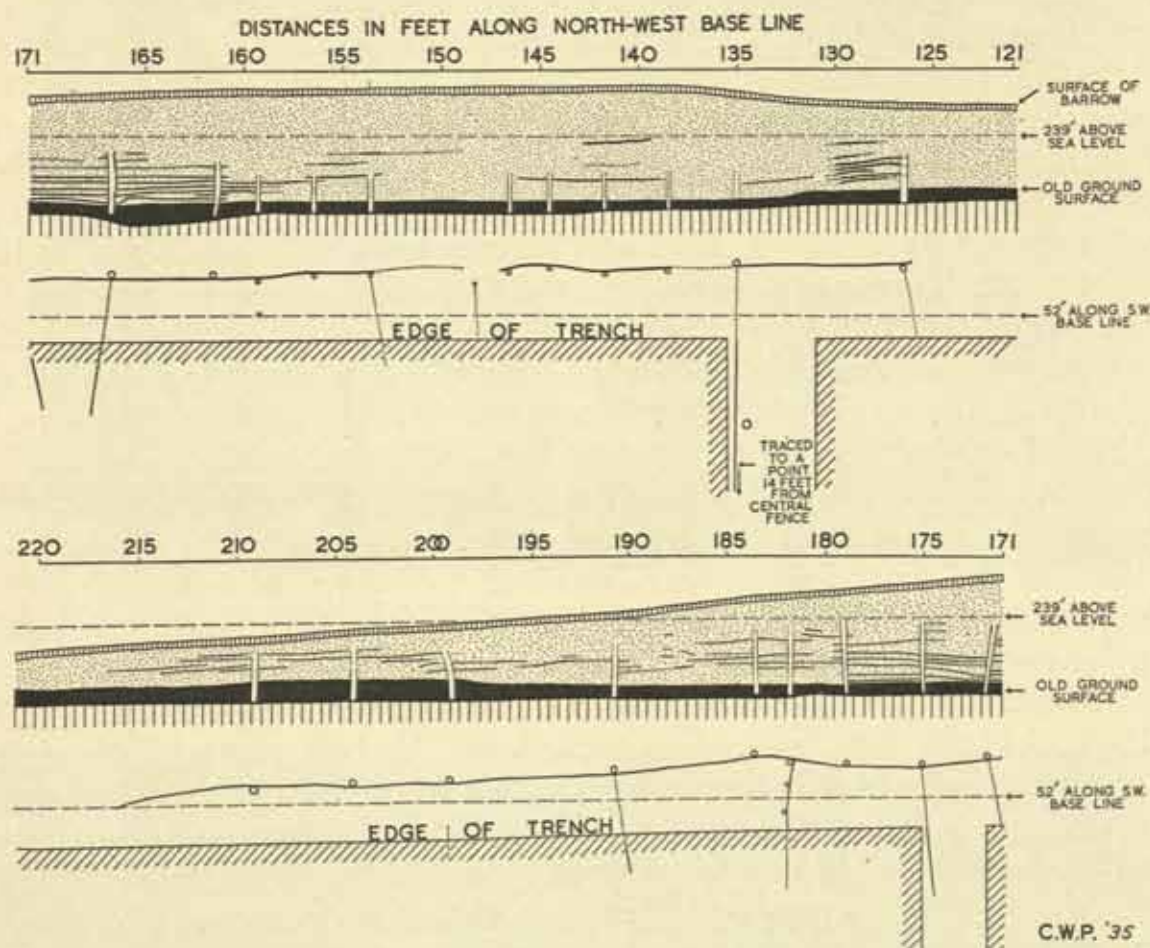 DISTANCES IN FEET ALONG NORTH-WEST BASE LINE
171 165 160 155 150 145 140 135 130 125 121
SURFACE OF
BARROW
239' ABOVE
SEA LEVEL
OLD GROUND
SURFACE
52' ALONG S.W.
BASE LINE
EDGE OF TRENCH
TRACED
TO A
POINT
14 FEET
FROM
CENTRAL
FENCE
220 215 210 205 200 195 190 185 180 175 171
239' ABOVE
SEA LEVEL
OLD GROUND
SURFACE
52' ALONG S.W.
BASE LINE
EDGE OF TRENCH
C.W.P. '35